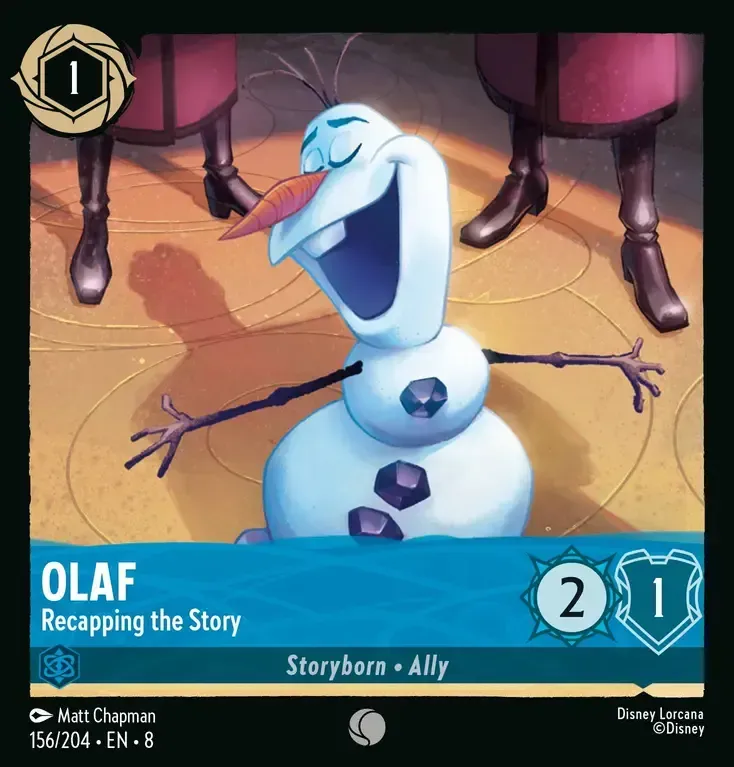 1
OLAF
Recapping the Story
2
1
Storyborn • Ally
Matt Chapman
Disney Lorcana
156/204 • EN • 8
©Disney